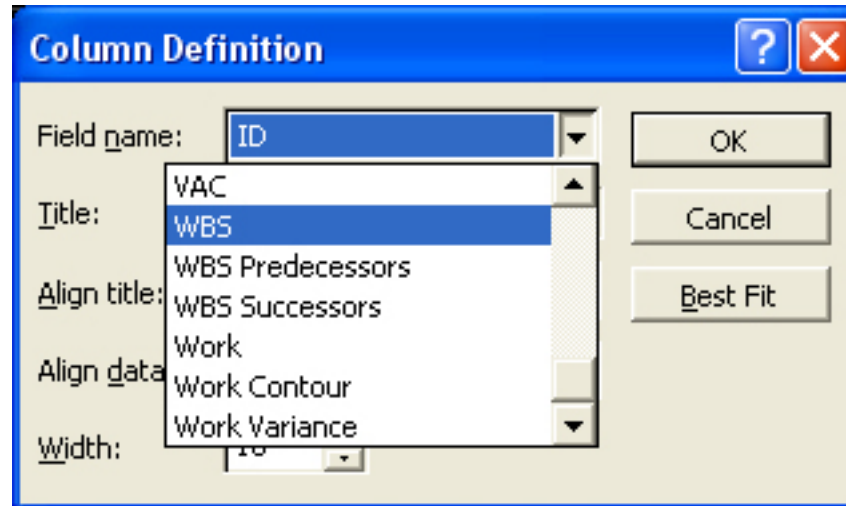 Column Definition
Field name: ID OK
VAC
Title: WBS Cancel
WBS Predecessors
Align title: WBS Successors Best Fit
Work
Align data Work Contour
Work Variance
Width: